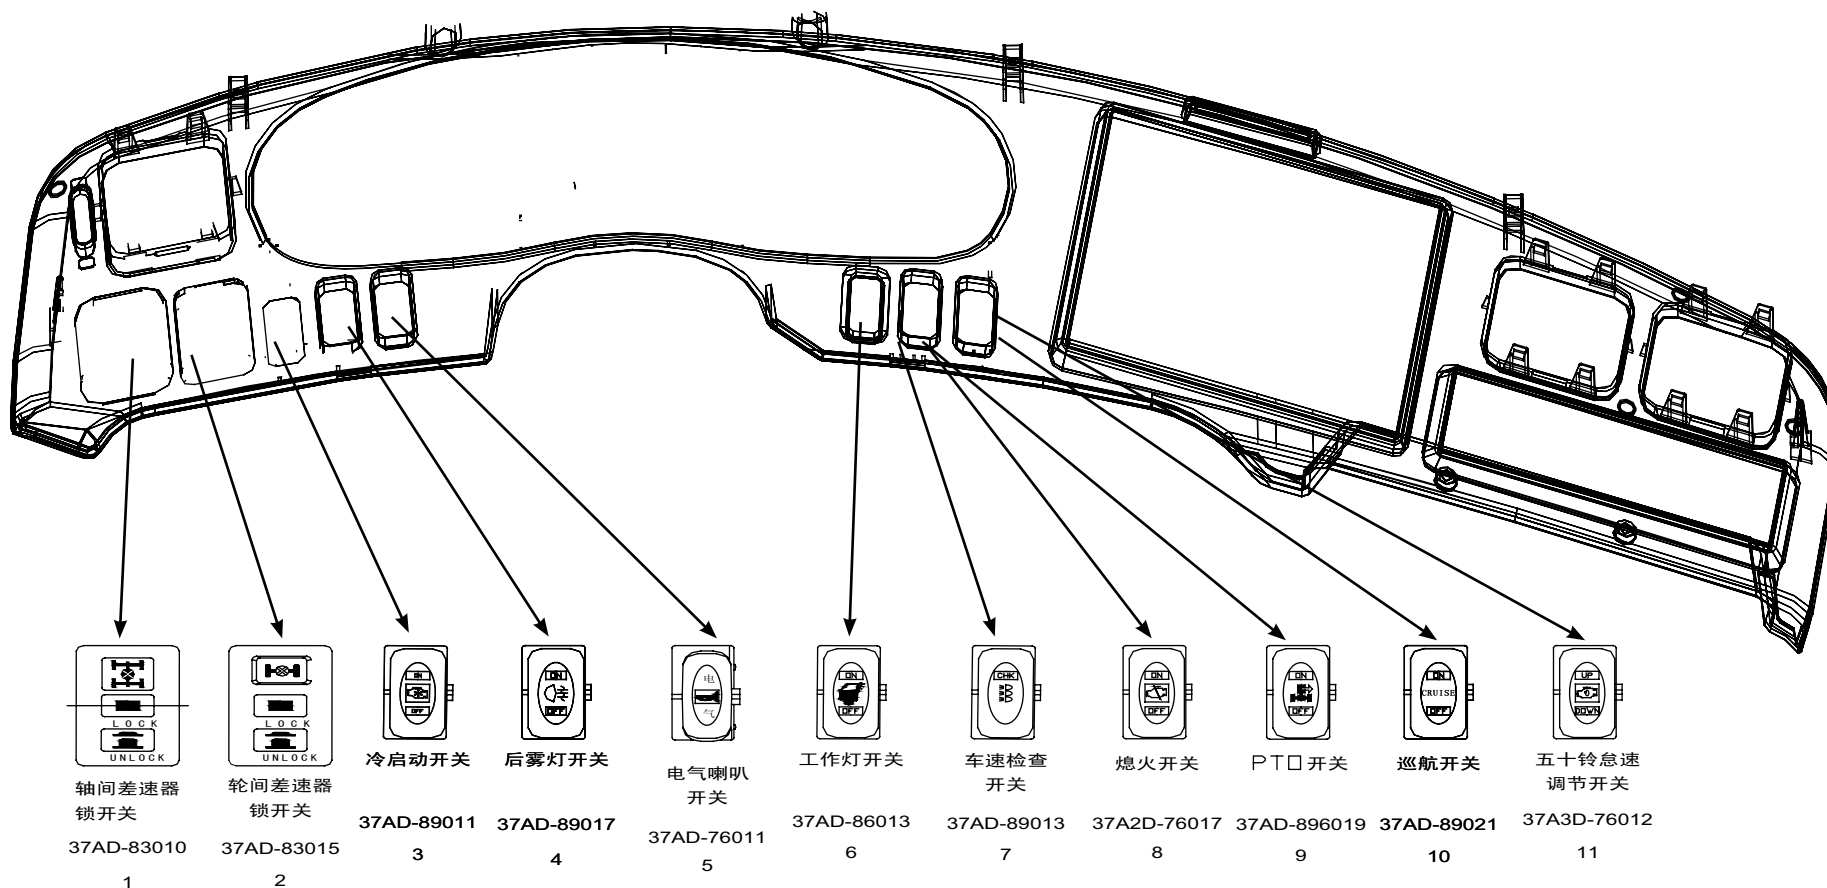 LOCK
UNLOCK
轴间差速器
锁开关
37AD-83010
1
LOCK
UNLOCK
轮间差速器
锁开关
37AD-83015
2
ON
OFF
冷启动开关
37AD-89011
3
ON
OFF
后雾灯开关
37AD-89017
4
电
气
电气喇叭
开关
37AD-76011
5
ON
OFF
工作灯开关
37AD-86013
6
CHK
车速检查
开关
37AD-89013
7
ON
OFF
熄火开关
37A2D-76017
8
ON
OFF
PTO开关
37AD-896019
9
ON
CRUISE
OFF
巡航开关
37AD-89021
10
UP
DOWN
五十铃怠速
调节开关
37A3D-76012
11